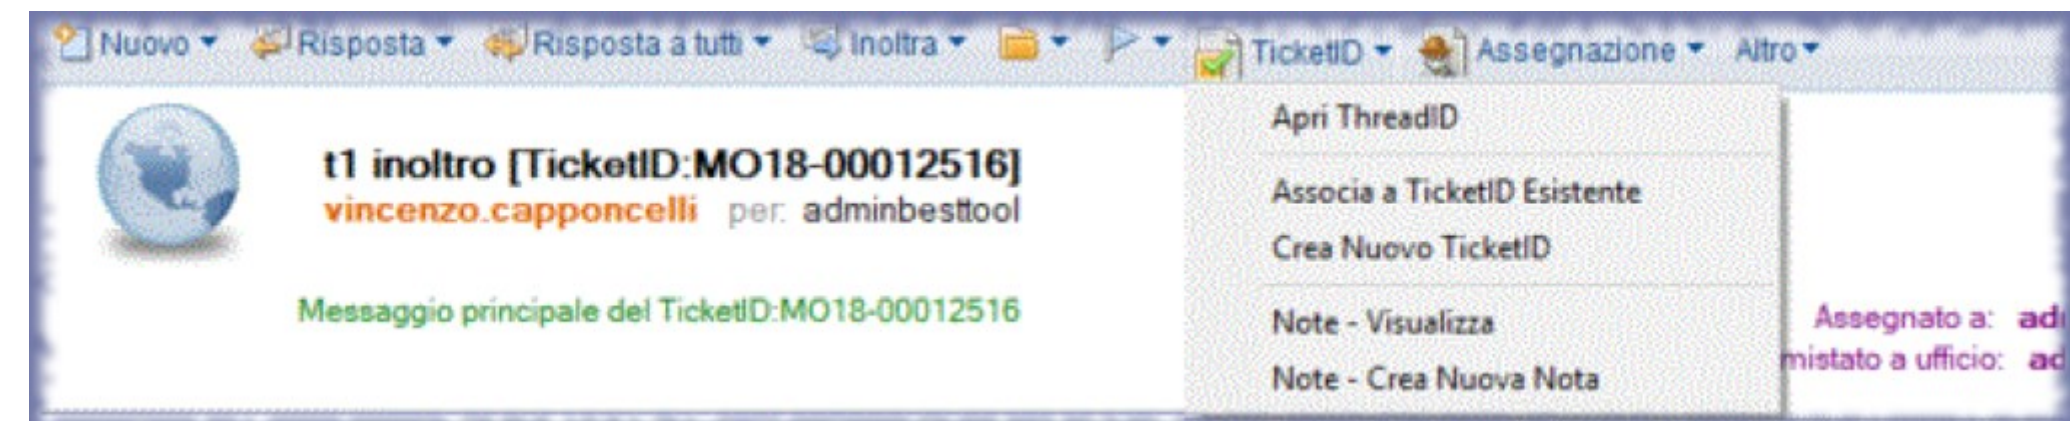 Nuovo Risposta Risposta a tutti Inoltra TicketID Assegnazione Altro
Apri ThreadID
t1 inoltro [TicketID:MO18-00012516]
vincenzo.capponcelli per: adminbesttool
Associa a TicketID Esistente
Crea Nuovo TicketID
Messaggio principale del TicketID:MO18-00012516
Note - Visualizza
Note - Crea Nuova Nota
Assegnato a:
a ufficio: